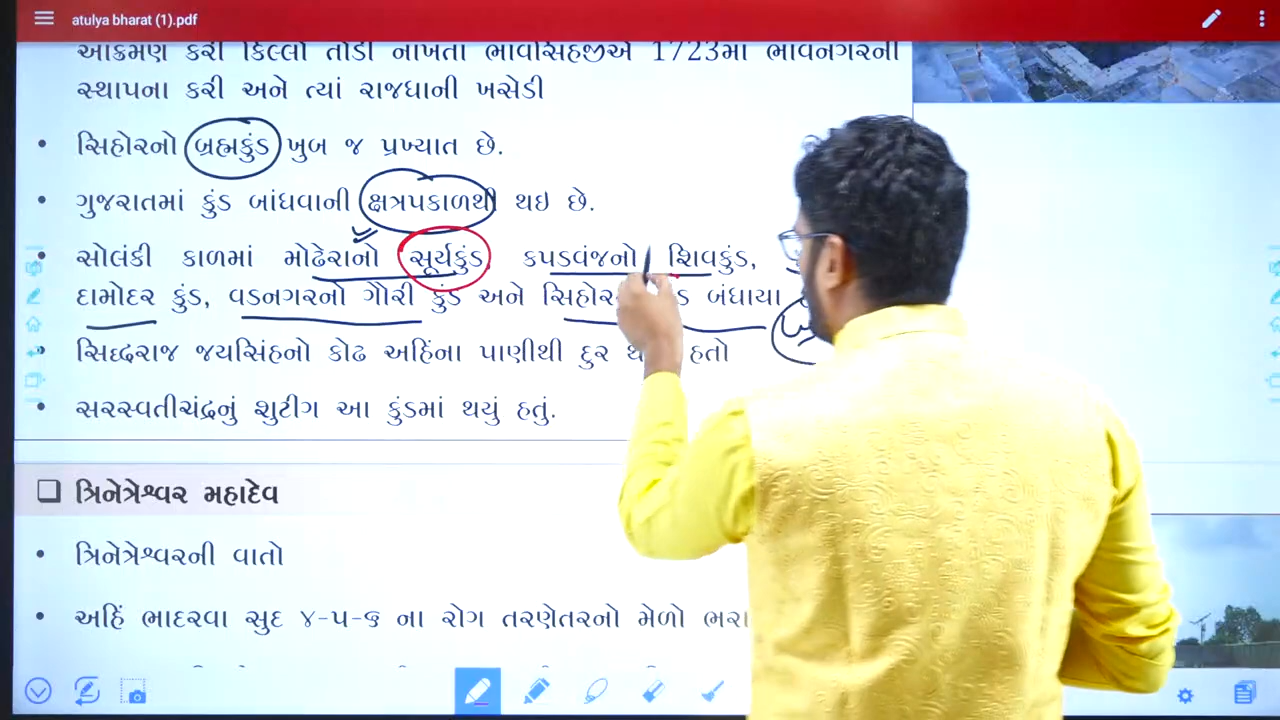 atulya bharat (1).pdf
આક્રમણ કરી કિલ્લો તોડી નાખતા ભાવસિંહજીએ 1723માં ભાવનગરની
સ્થાપના કરી અને ત્યાં રાજધાની ખસેડી
• સિહોરનો બ્રહ્મકુંડ ખુબ જ પ્રખ્યાત છે.
• ગુજરાતમાં કુંડ બાંધવાની ક્ષત્રપકાળથી થઇ છે.
• સોલંકી કાળમાં મોઢેરાનો સૂર્યકુંડ, કપડવંજનો શિવકુંડ,
દામોદર કુંડ, વડનગરનો ગૌરી કુંડ અને બંધાયા
• સિદ્ધરાજ જયસિંહનો કોઢ અહિંના પાણીથી દુર હતો
• સરસ્વતીચંદ્રનું શુટીગ આ કુંડમાં થયું હતું.
❑ ત્રિનેત્રેશ્વર મહાદેવ
• ત્રિનેત્રેશ્વરની વાતો
• અહિં ભાદરવા સુદ ૪-૫-૬ ના રોગ તરણેતરનો મેળો